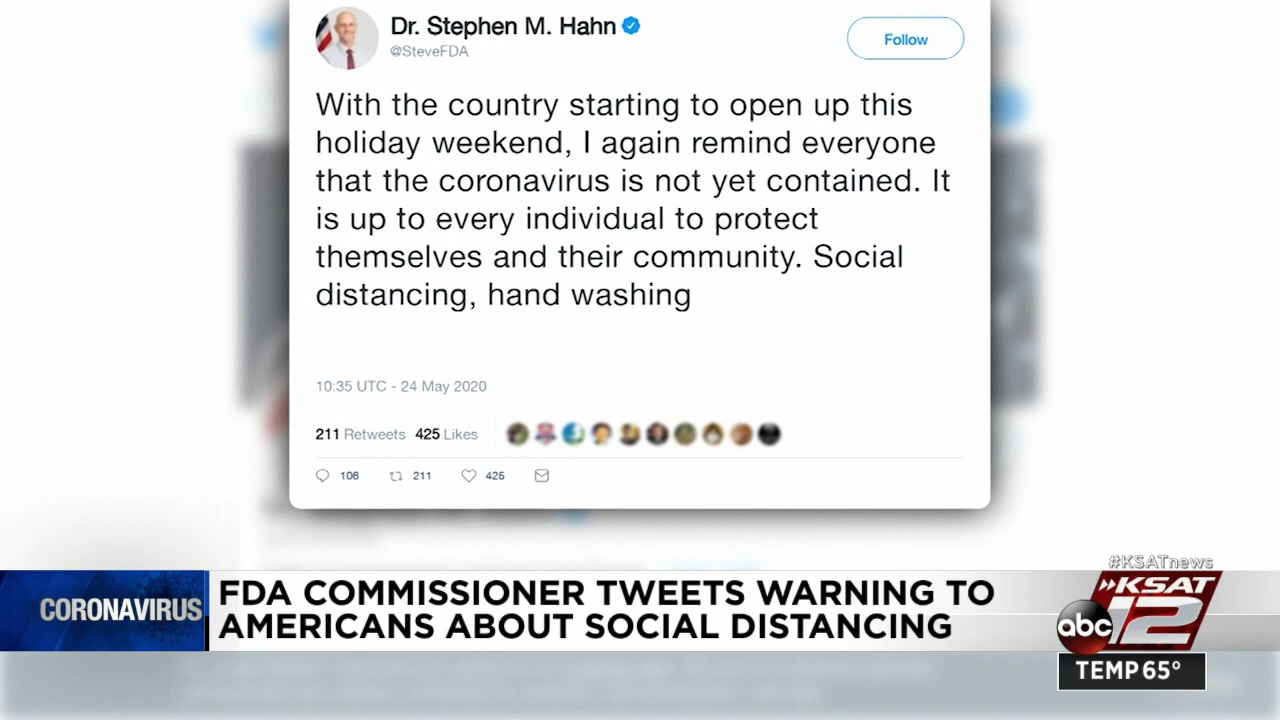 Dr. Stephen M. Hahn
@SteveFDA
Follow
With the country starting to open up this
holiday weekend, I again remind everyone
that the coronavirus is not yet contained. It
is up to every individual to protect
themselves and their community. Social
distancing, hand washing
10:35 UTC - 24 May 2020
211 Retweets 425 Likes
106 211 425
#KSATnews
CORONAVIRUS
FDA COMMISSIONER TWEETS WARNING TO
AMERICANS ABOUT SOCIAL DISTANCING
KSAT
abc 12
TEMP 65°